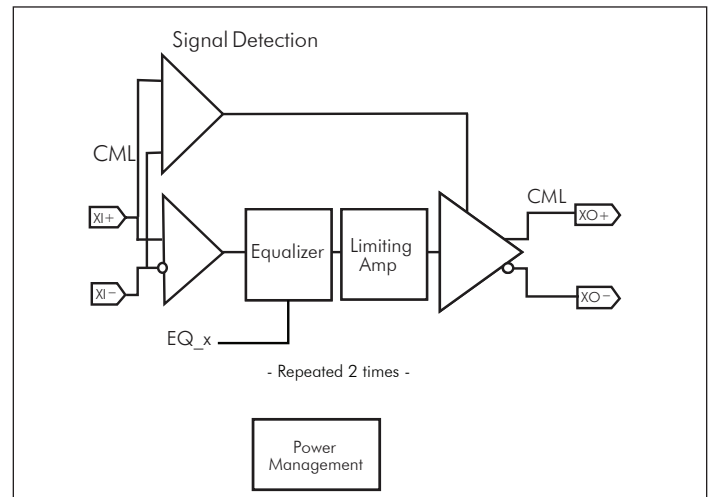 Signal Detection
CML
XI+
XI-
Equalizer
Limiting
Amp
CML
XO+
XO-
EQ_x
- Repeated 2 times -
Power
Management